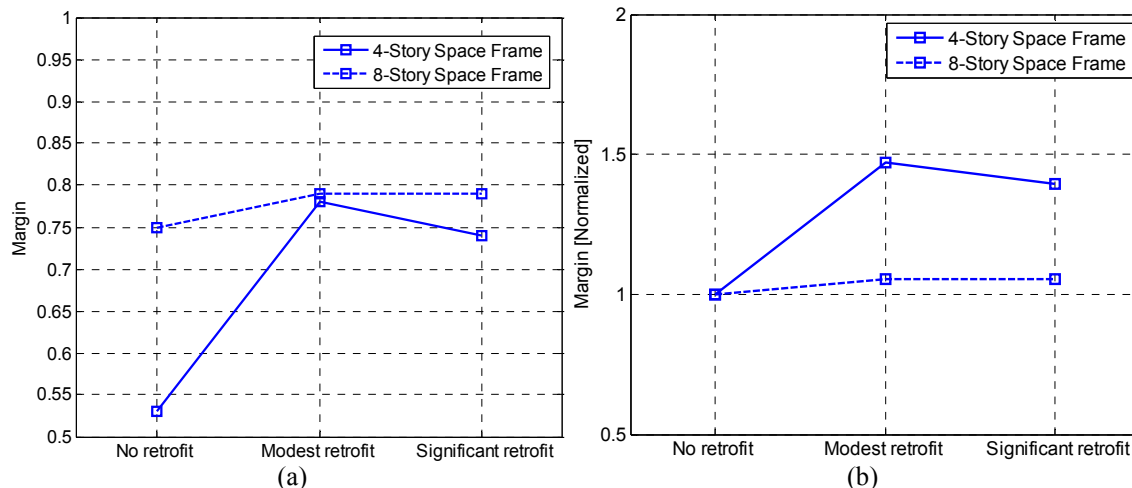 1
0.95
0.9
0.85
0.8
0.75
0.7
0.65
0.6
0.55
0.5
Margin
4-Story Space Frame
8-Story Space Frame
No retrofit Modest retrofit Significant retrofit
(a)
2
1.5
1
0.5
Margin [Normalized]
4-Story Space Frame
8-Story Space Frame
No retrofit Modest retrofit Significant retrofit
(b)